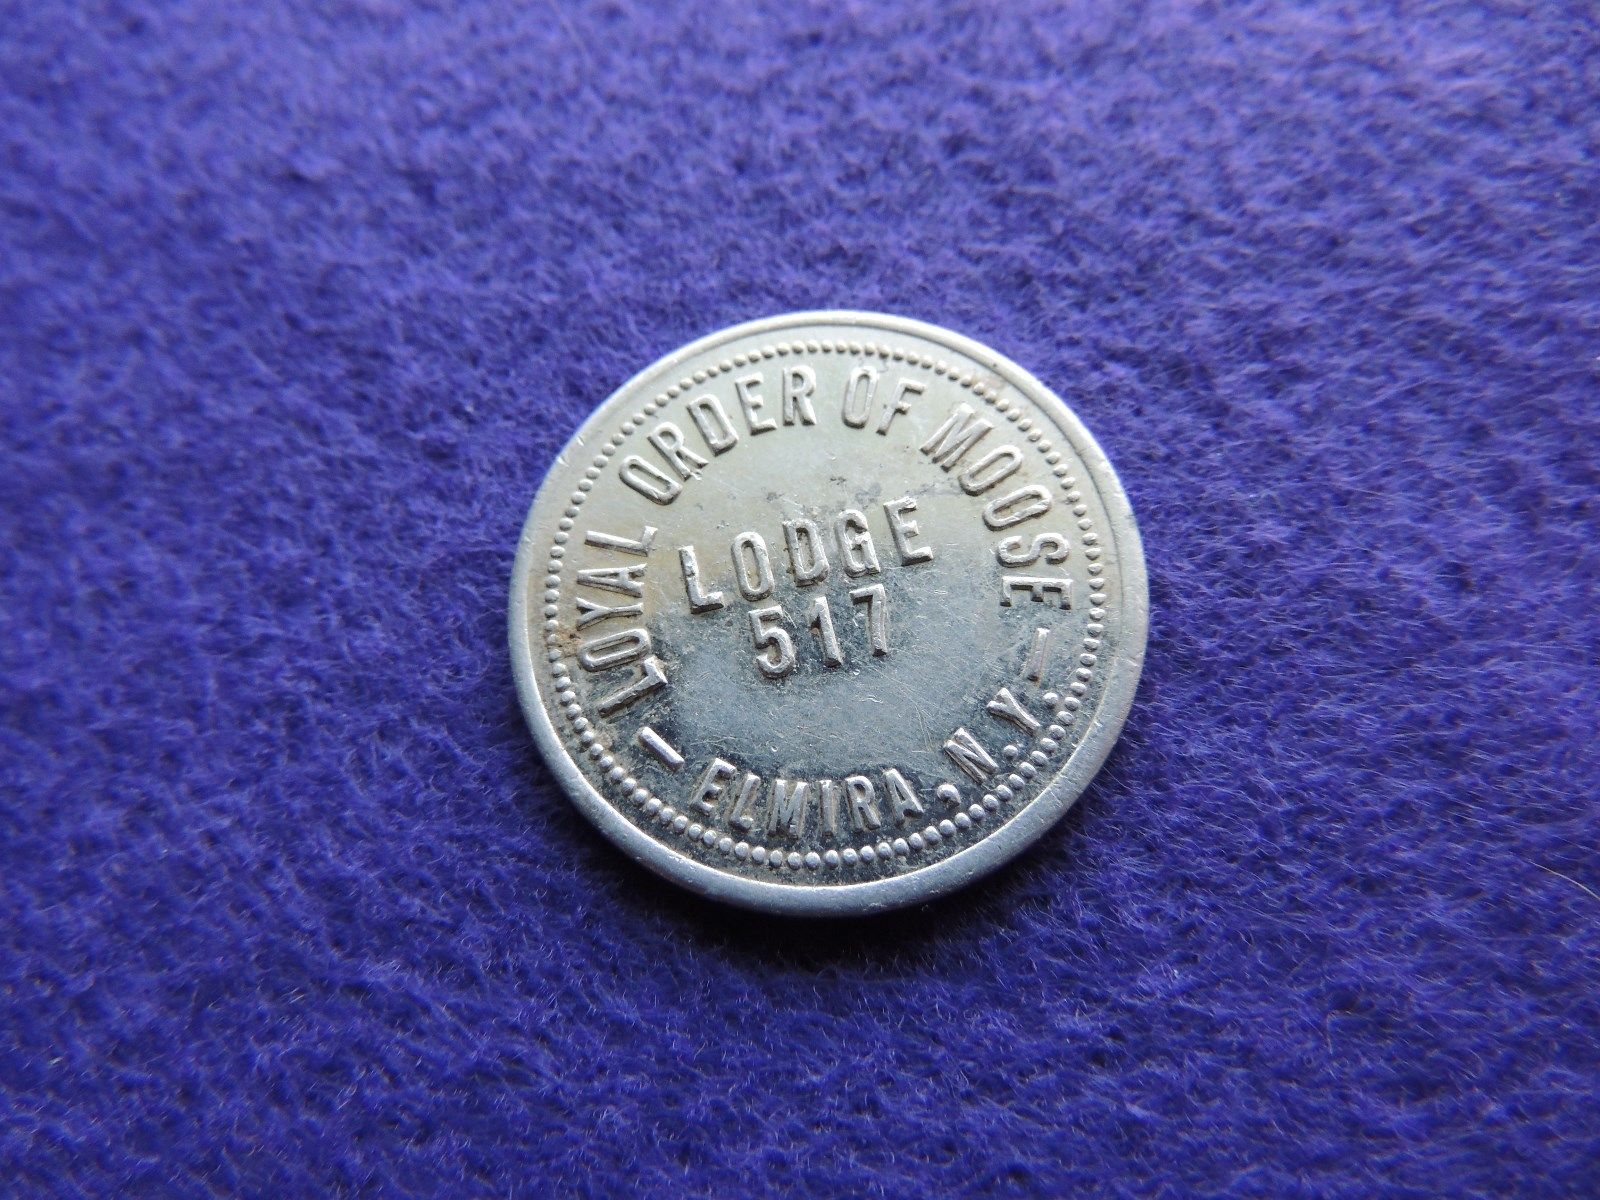 LOYAL ORDER OF MOOSE
LODGE
517
— ELMIRA, N.Y. —